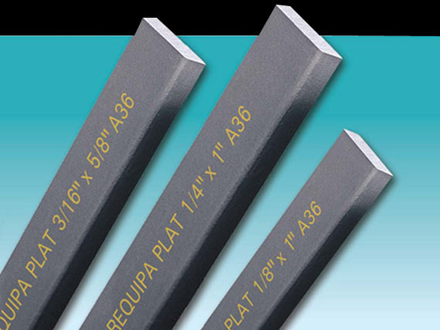 EQUIPA PLAT 3/16" x 5/8" A36
REQUIPA PLAT 1/4" x 1" A36
PLAT 1/8" x 1" A36